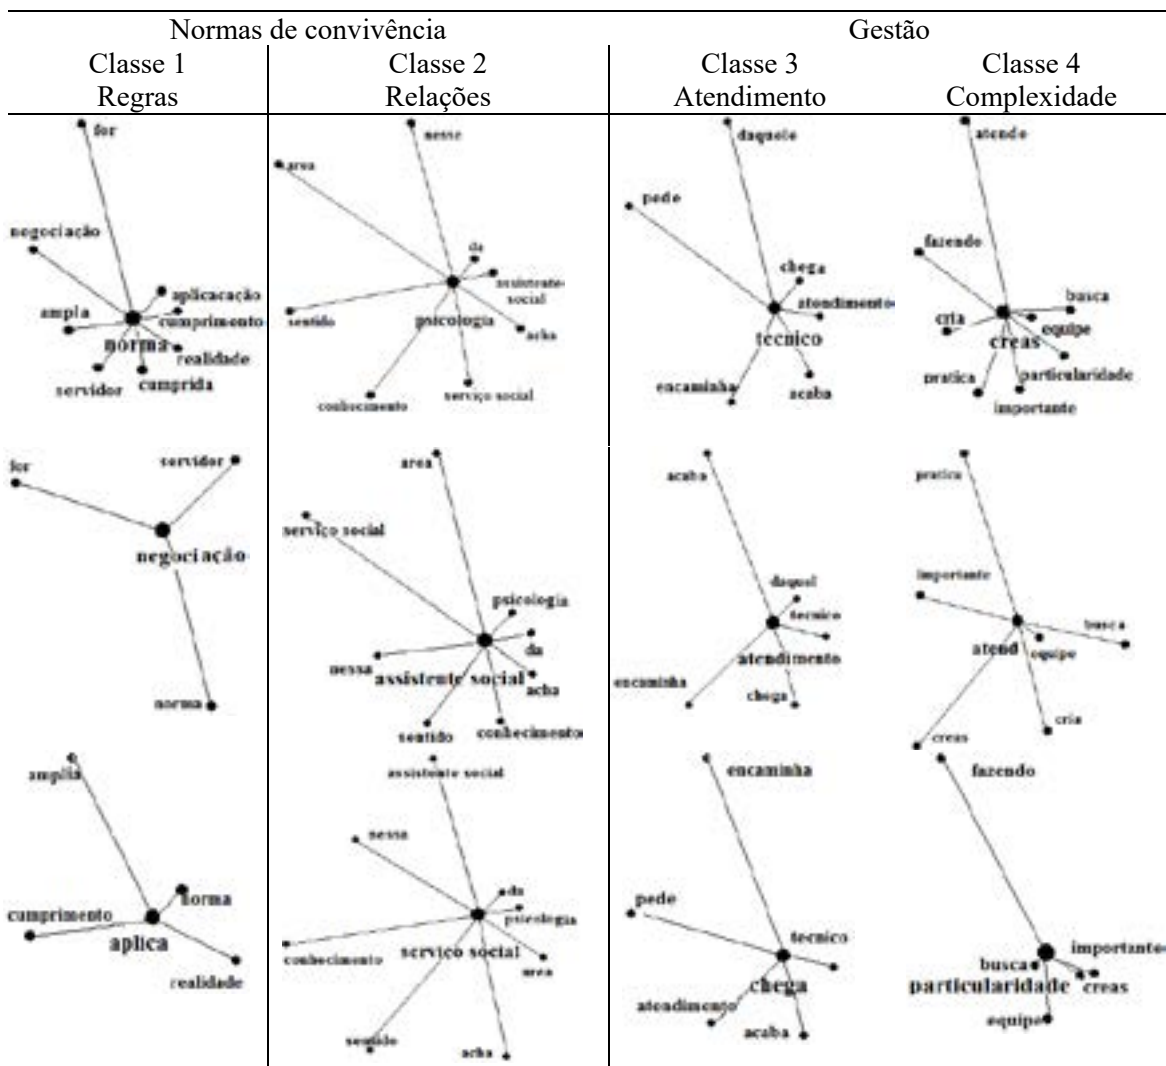 Normas de convivência
Gestão
Classe 1
Regras
Classe 2
Relações
Classe 3
Atendimento
Classe 4
Complexidade
for
negociação
aplicacação
ampla
cumprimento
norma
realidade
servidor
cumprida
nesse
area
da
assistente
social
sentido
psicologia
acha
conhecimento
serviço social
daquele
pede
chega
atendimento
tecnico
encaminha
acaba
atende
fazendo
busca
cria
equipe
creas
particularidade
pratica
importante
for
servidor
negociação
norma
area
serviço social
psicologia
da
nessa
assistente social
acha
sentido
conhecimento
acaba
daquel
tecnico
atendimento
encaminha
chega
pratica
importante
busca
atend
equipe
cria
creas
amplia
norma
cumprimento
aplica
realidade
assistente social
nessa
da
psicologia
serviço social
conhecimento
area
sentido
acha
encaminha
pede
tecnico
chega
atendimento
acaba
fazendo
importante
busca
particularidade
creas
equipe